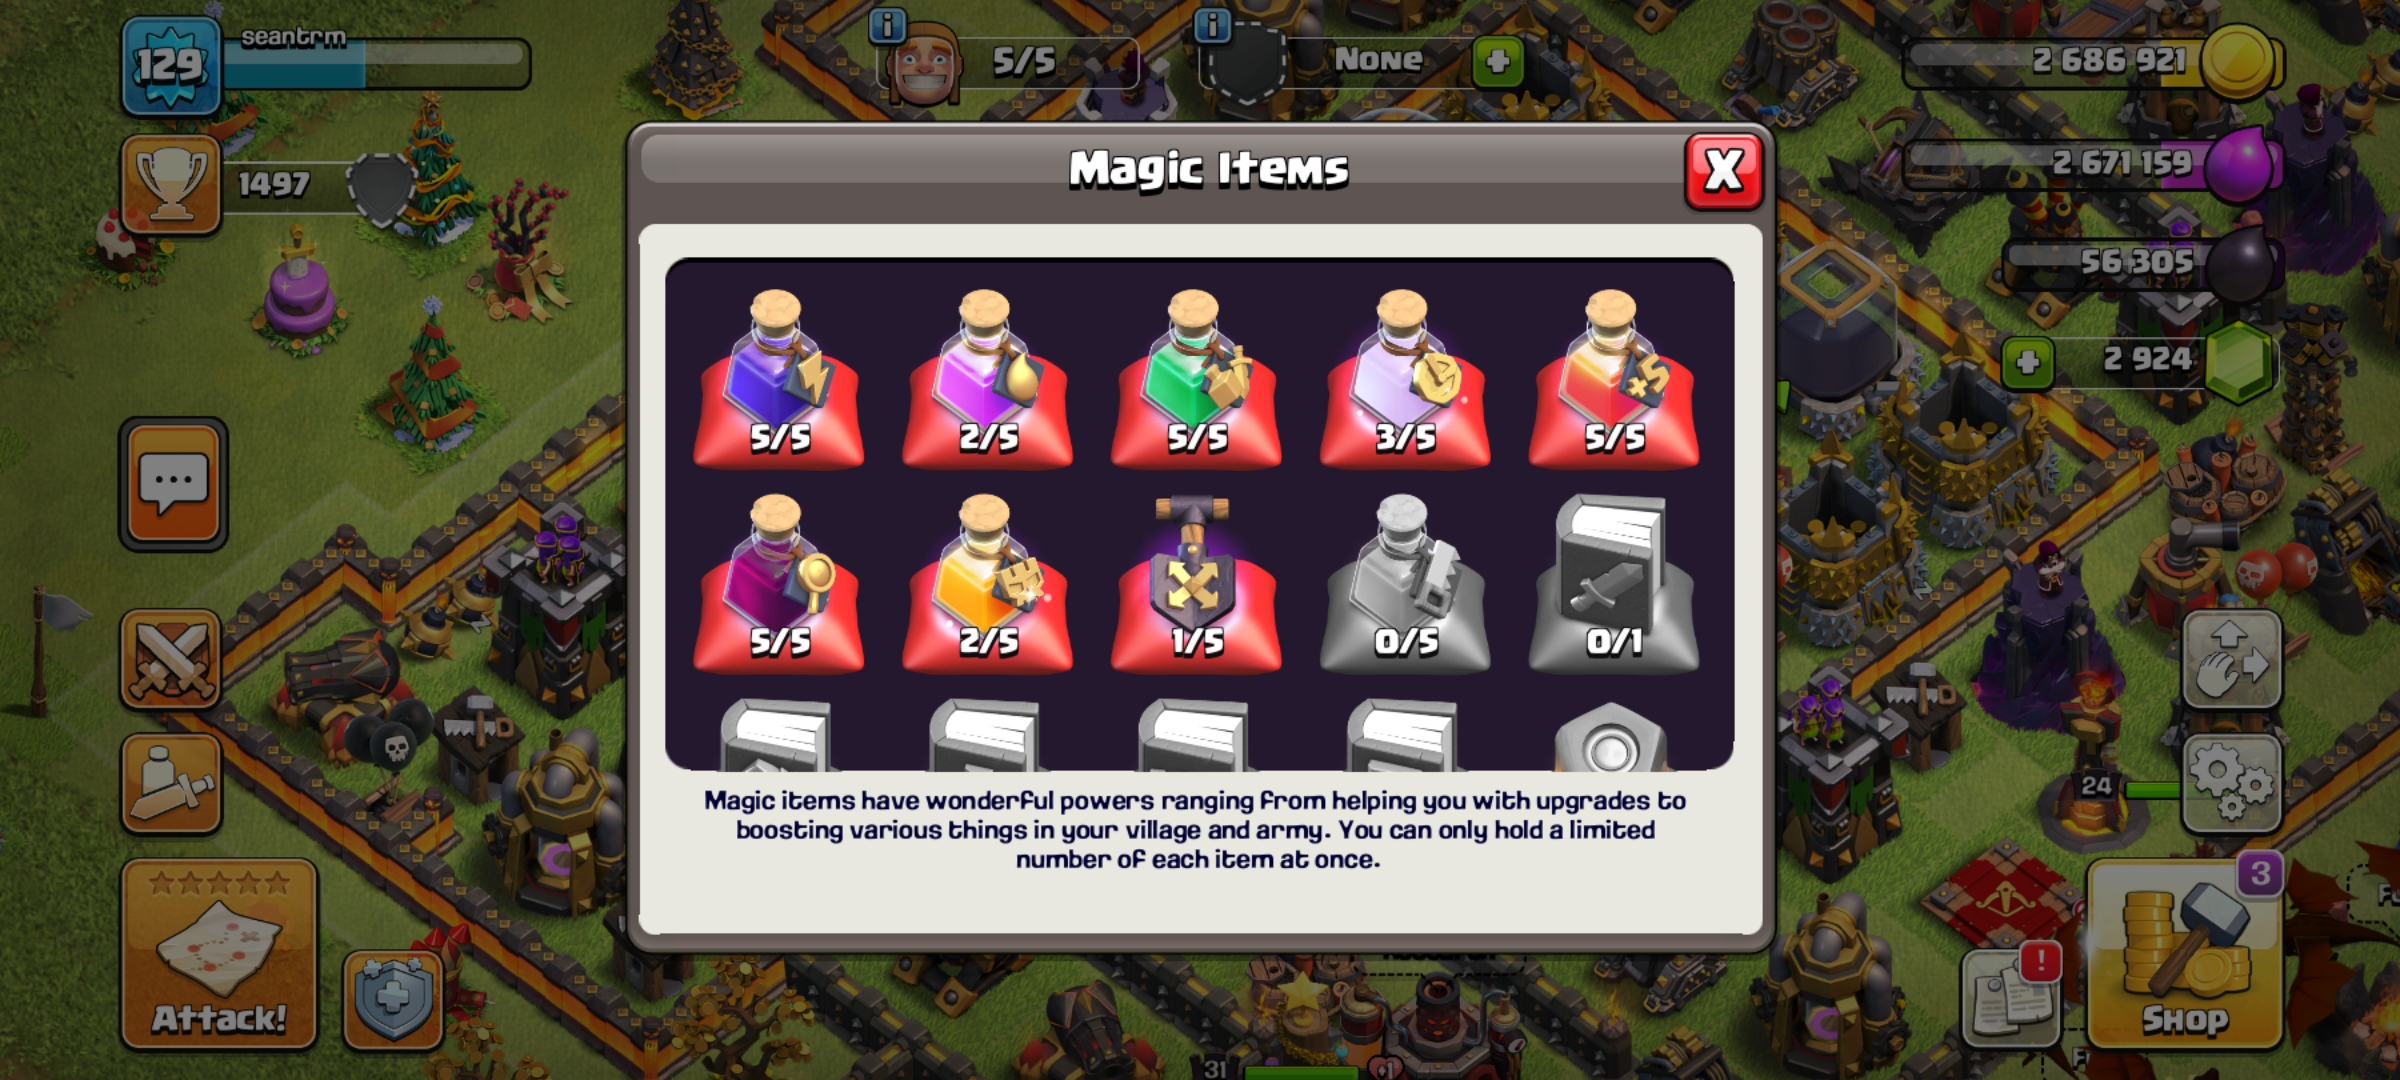 129
seantrm
5/5
None
2 686 921
1497
2 671 159
56 305
2 924
Magic Items
X
5/5
2/5
5/5
3/5
x5
5/5
5/5
2/5
1/5
0/5
0/1
Magic items have wonderful powers ranging from helping you with upgrades to
boosting various things in your village and army. You can only hold a limited
number of each item at once.
24
3
!
Attack!
Shop
31
+1